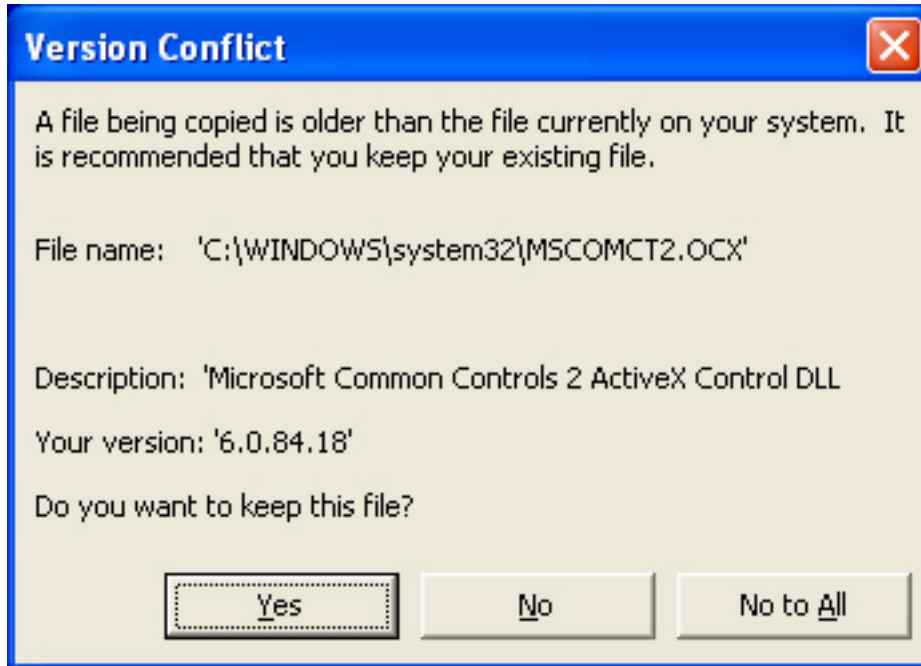 Version Conflict
A file being copied is older than the file currently on your system.  It
is recommended that you keep your existing file.
File name:   'C:\WINDOWS\system32\MSCOMCT2.OCX'
Description:  'Microsoft Common Controls 2 ActiveX Control DLL
Your version: '6.0.84.18'
Do you want to keep this file?
Yes No No to All